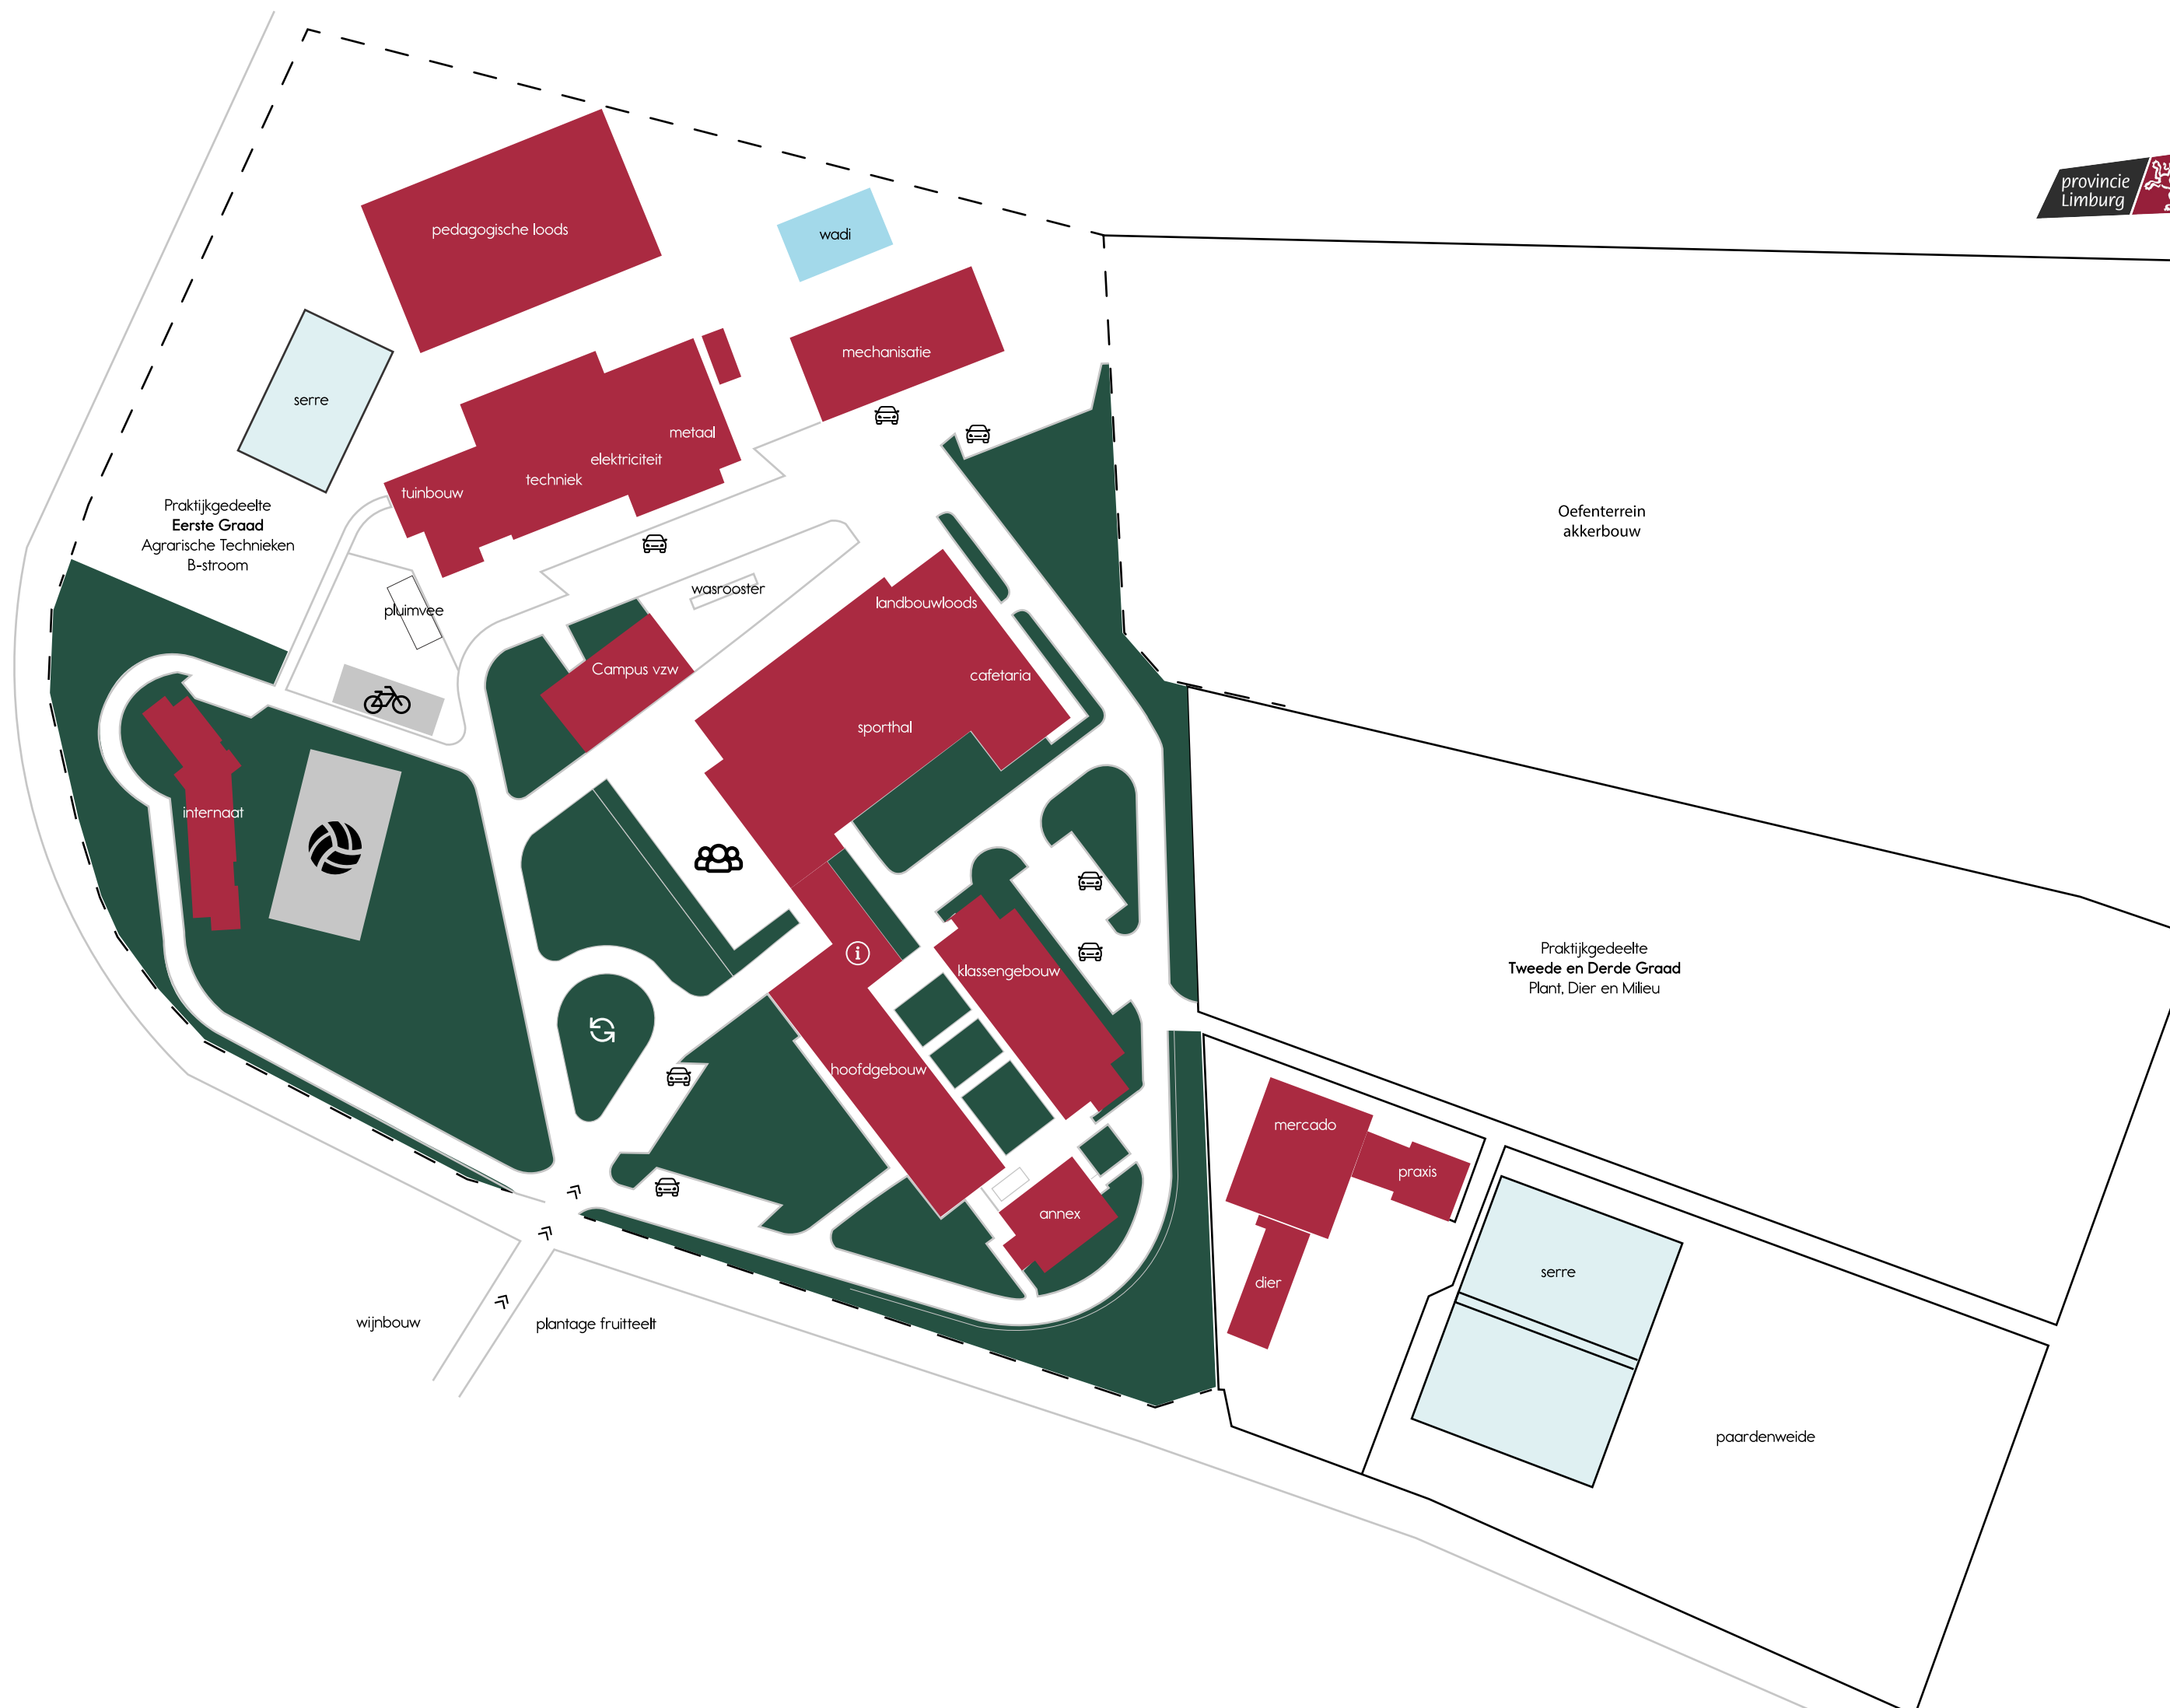 provincie
Limburg
pedagogische loods
wadi
mechanisatie
serre
metaal
elektriciteit
techniek
tuinbouw
Praktijkgedeelte
Eerste Graad
Agrarische Technieken
B-stroom
Oefenterrein
akkerbouw
pluimvee
wasrooster
landbouwloods
Campus vzw
cafetaria
sporthal
internaat
klassengebouw
Praktijkgedeelte
Tweede en Derde Graad
Plant, Dier en Milieu
hoofdgebouw
mercado
praxis
annex
serre
dier
wijnbouw
plantage fruitteelt
paardenweide